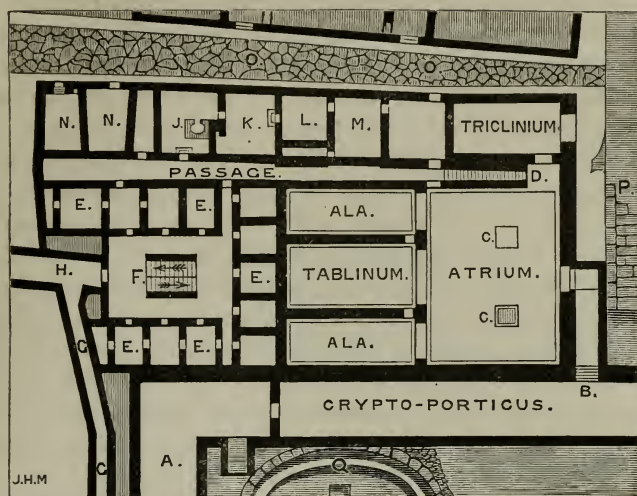 O O
N. N. J. K. L. M. TRICLINIUM
PASSAGE. D. P.
E. E. ALA. C.
H. F. E. TABLINUM. ATRIUM.
C.
G. E. E. ALA.
B.
CRYPTO-PORTICUS.
G. A. Q
J.H.M